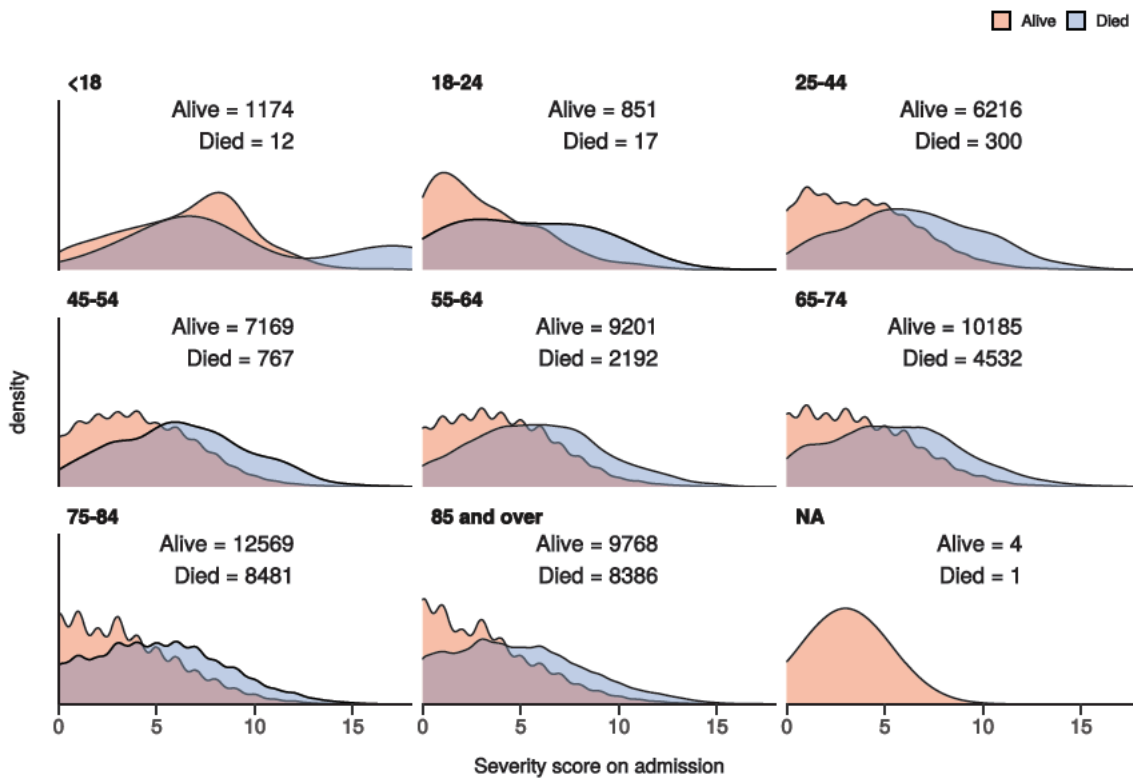 Alive Died
<18
Alive = 1174
Died = 12
18-24
Alive = 851
Died = 17
25-44
Alive = 6216
Died = 300
45-54
Alive = 7169
Died = 767
55-64
Alive = 9201
Died = 2192
65-74
Alive = 10185
Died = 4532
density
75-84
Alive = 12569
Died = 8481
85 and over
Alive = 9768
Died = 8386
NA
Alive = 4
Died = 1
0 5 10 15
0 5 10 15
0 5 10 15
Severity score on admission